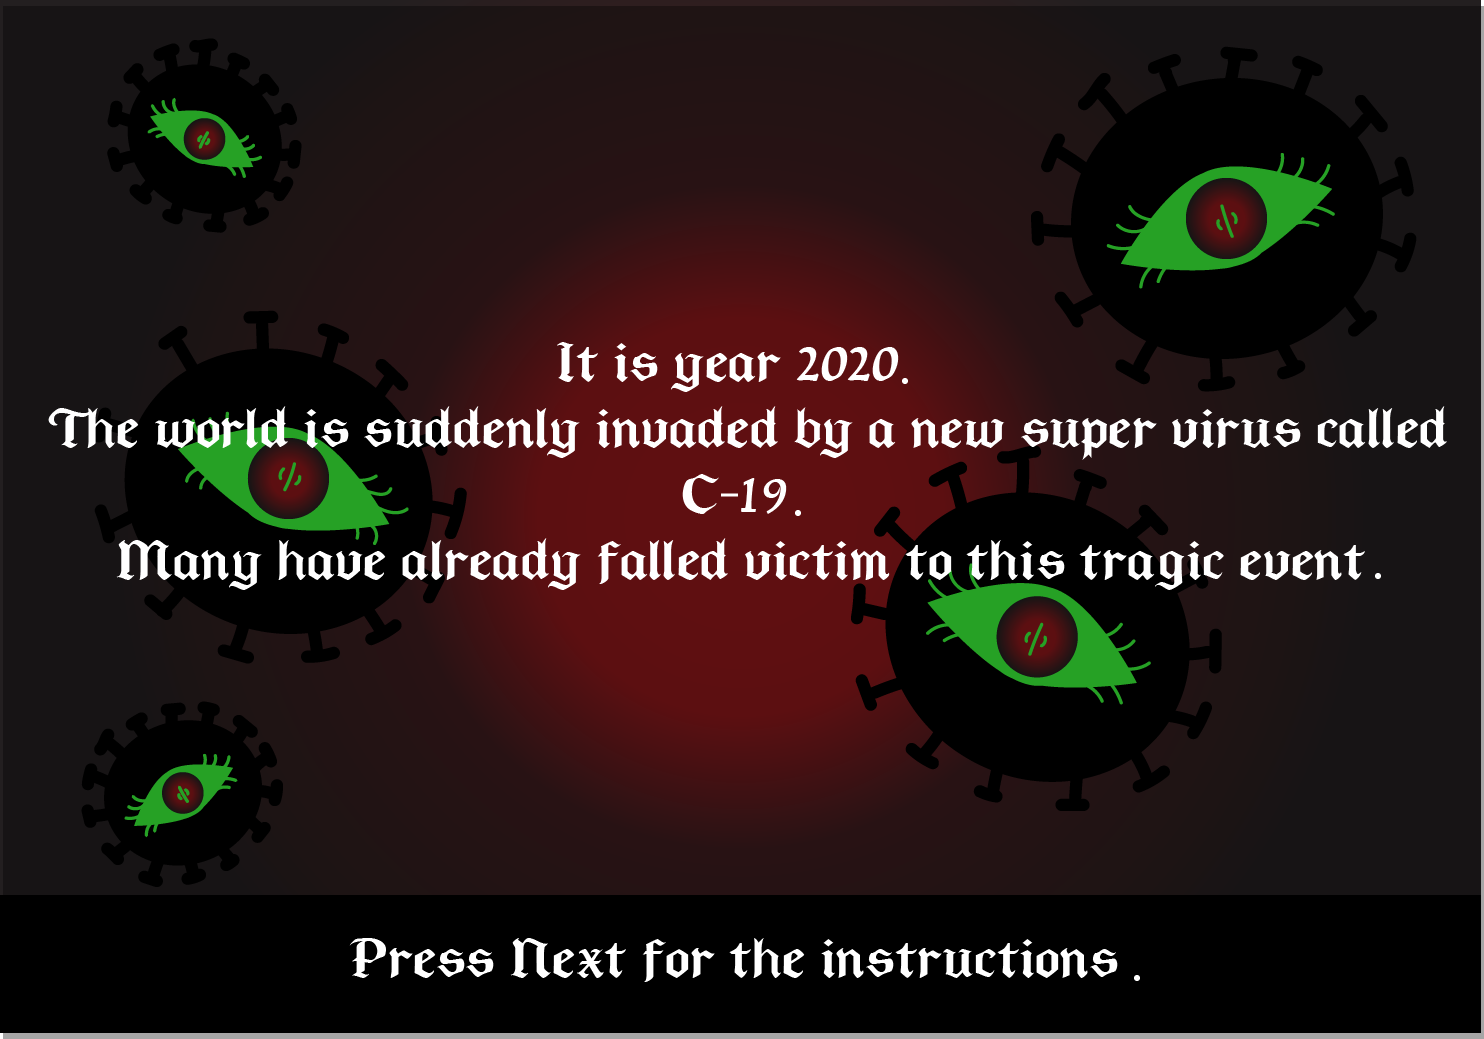 It is year 2020.
The world is suddenly invaded by a new super virus called
C-19.
Many have already falled victim to this tragic event.
Press Next for the instructions.